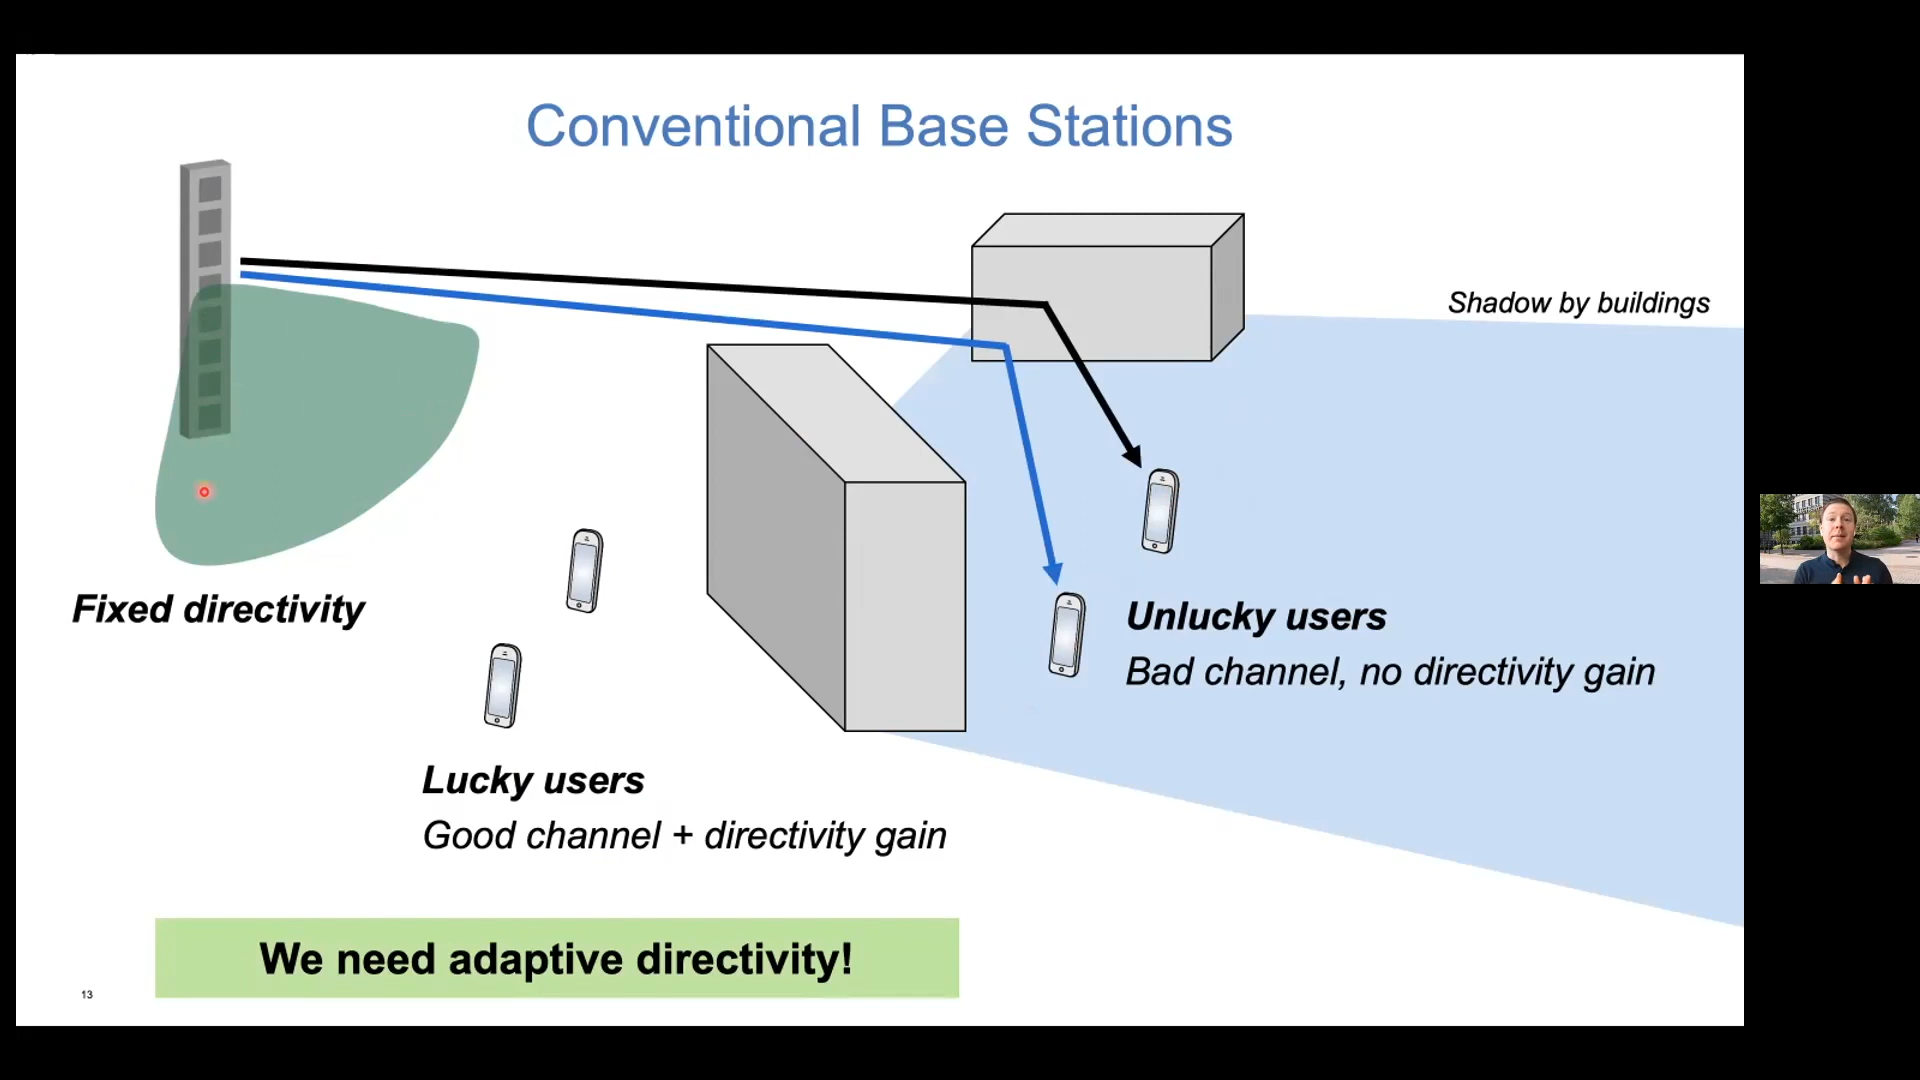 Conventional Base Stations
Shadow by buildings
Fixed directivity
Unlucky users
Bad channel, no directivity gain
Lucky users
Good channel + directivity gain
We need adaptive directivity!
13